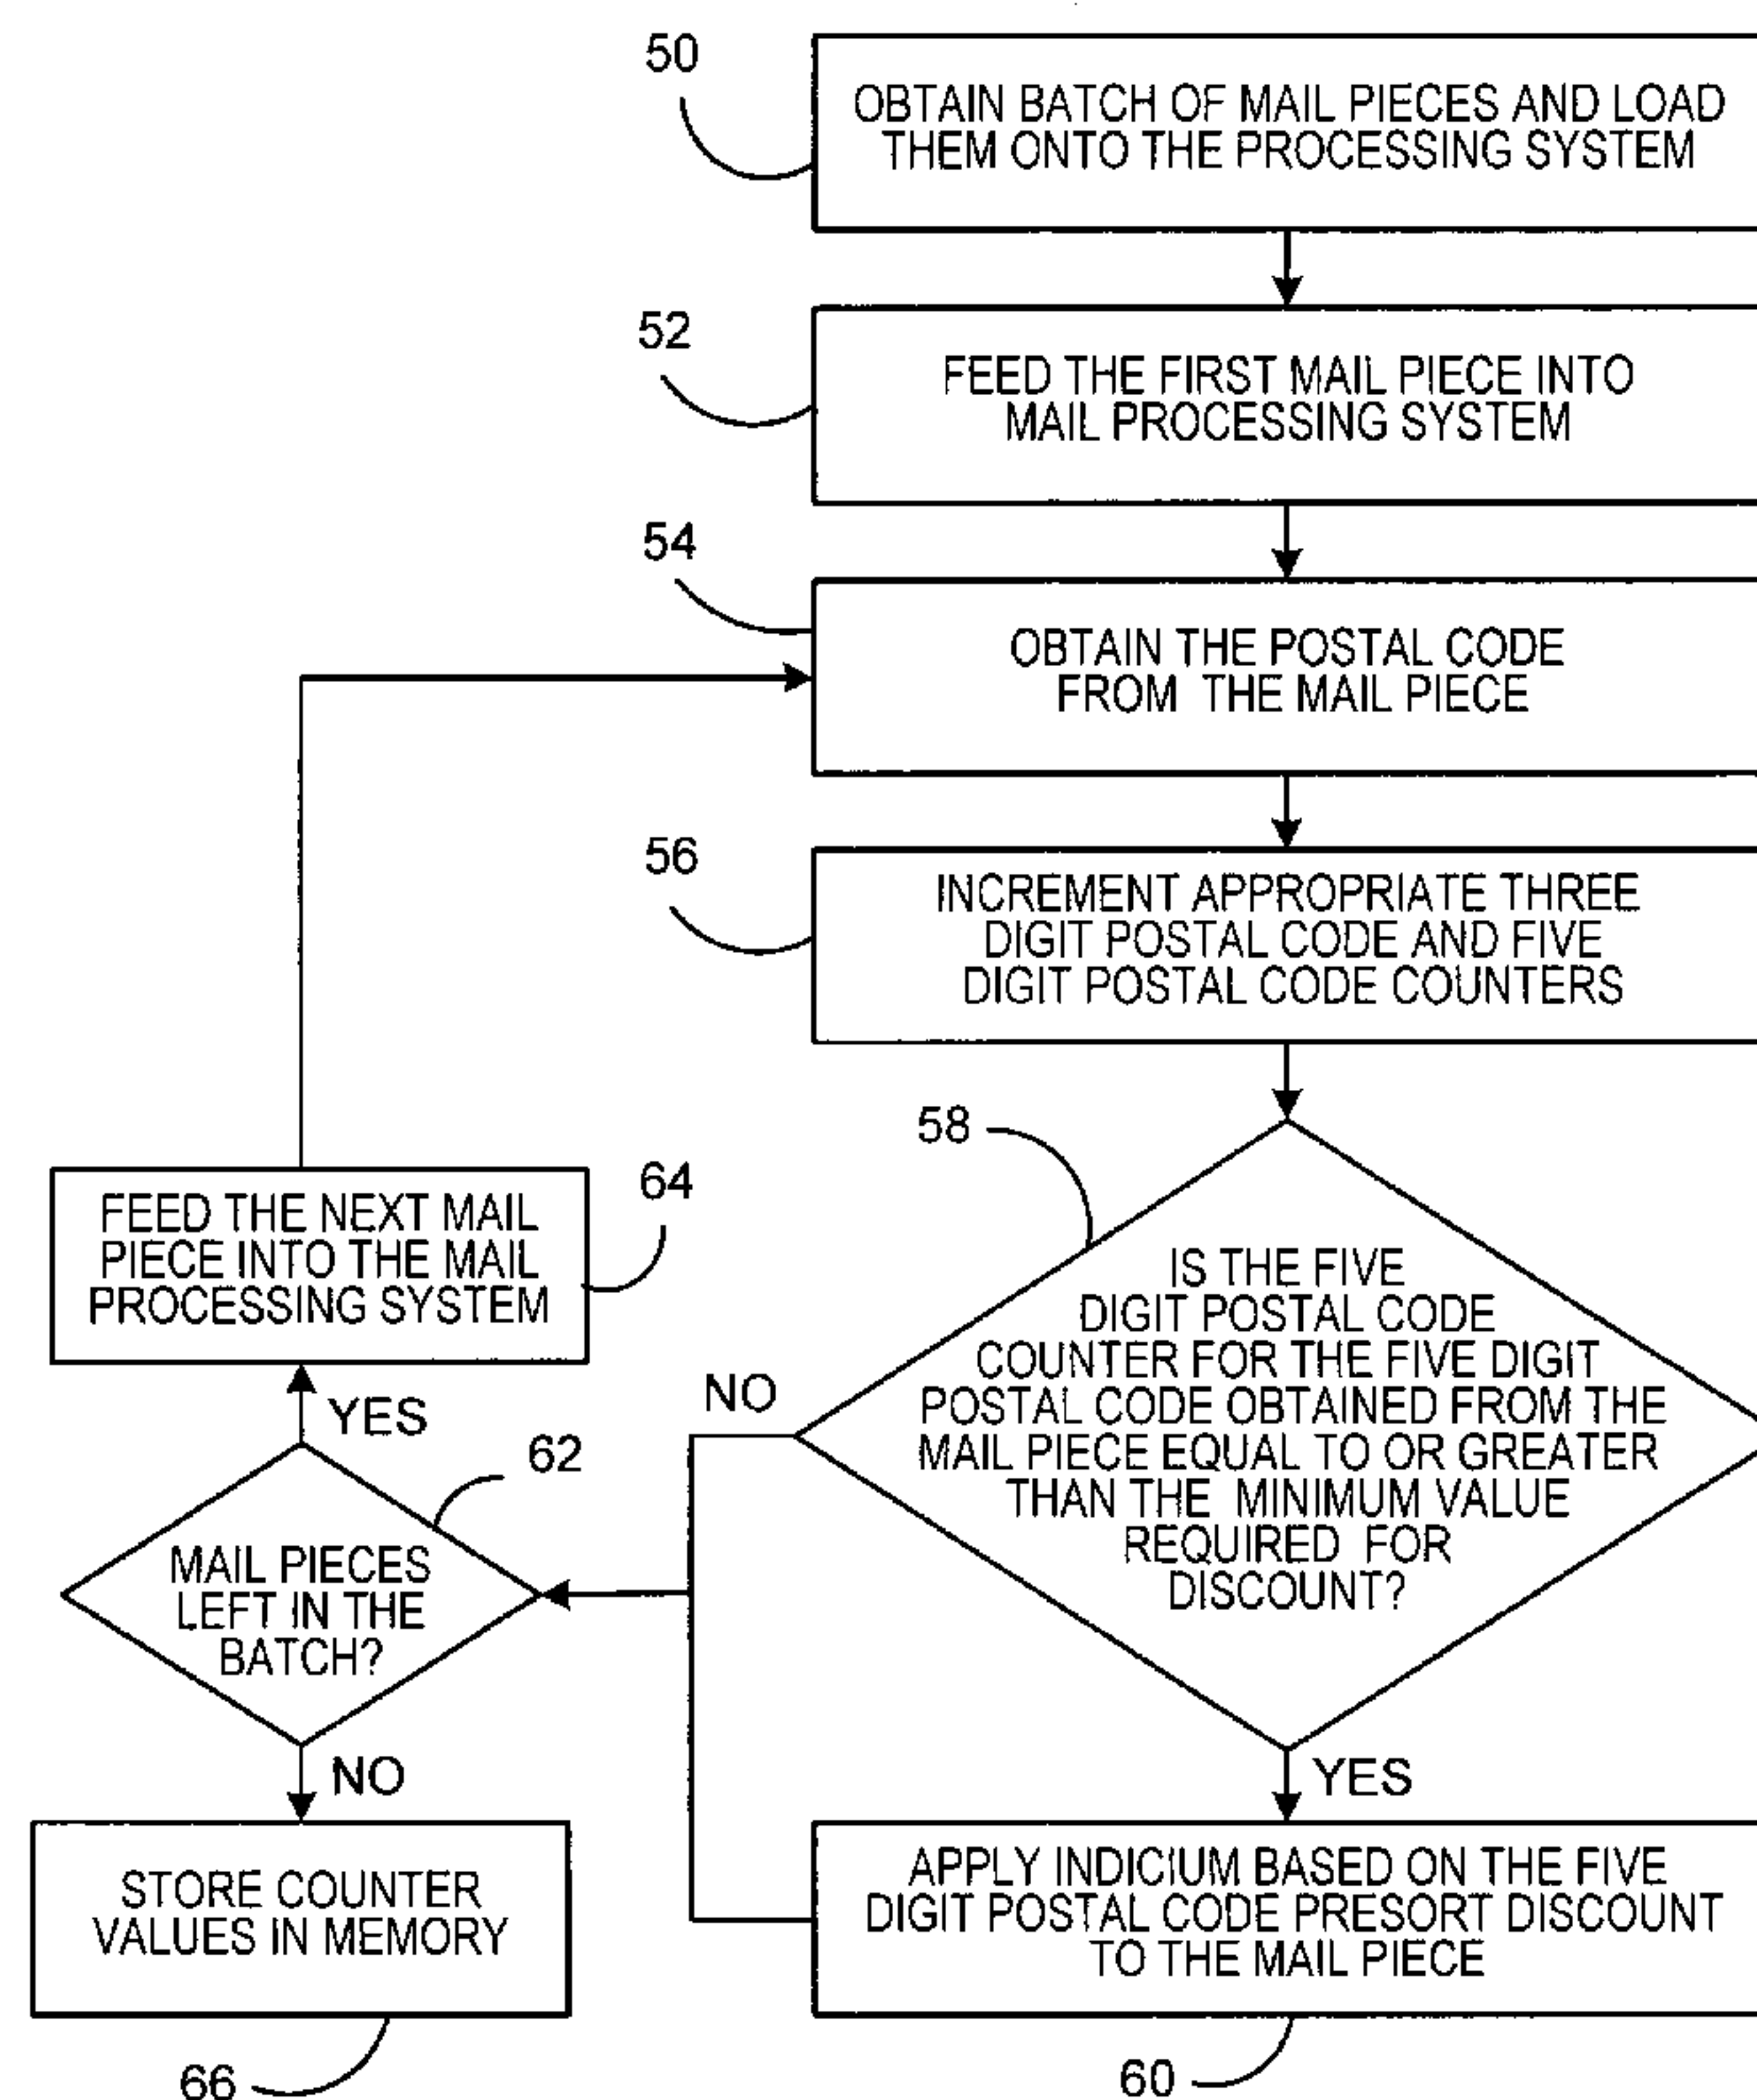 50
OBTAIN BATCH OF MAIL PIECES AND LOAD
THEM ONTO THE PROCESSING SYSTEM
52
FEED THE FIRST MAIL PIECE INTO
MAIL PROCESSING SYSTEM
54
OBTAIN THE POSTAL CODE
FROM THE MAIL PIECE
56
INCREMENT APPROPRIATE THREE
DIGIT POSTAL CODE AND FIVE
DIGIT POSTAL CODE COUNTERS
58
IS THE FIVE
DIGIT POSTAL CODE
COUNTER FOR THE FIVE DIGIT
POSTAL CODE OBTAINED FROM THE
MAIL PIECE EQUAL TO OR GREATER
THAN THE MINIMUM VALUE
REQUIRED FOR
DISCOUNT?
NO
YES
APPLY INDICIUM BASED ON THE FIVE
DIGIT POSTAL CODE PRESORT DISCOUNT
TO THE MAIL PIECE
60
62
MAIL PIECES
LEFT IN THE
BATCH?
YES
64
FEED THE NEXT MAIL
PIECE INTO THE MAIL
PROCESSING SYSTEM
NO
STORE COUNTER
VALUES IN MEMORY
66